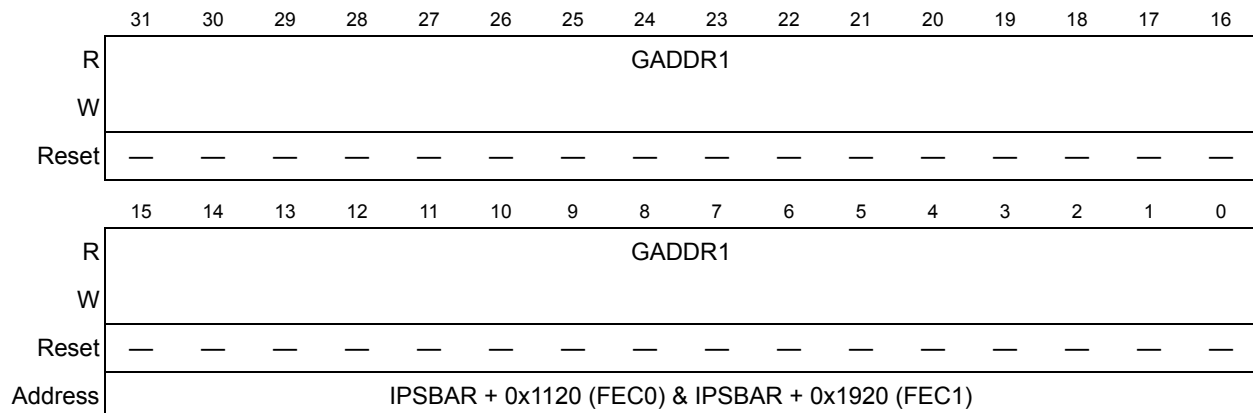 31 30 29 28 27 26 25 24 23 22 21 20 19 18 17 16
R GADDR1
W
Reset — — — — — — — — — — — — — — — —
15 14 13 12 11 10 9 8 7 6 5 4 3 2 1 0
R GADDR1
W
Reset — — — — — — — — — — — — — — — —
Address IPSBAR + 0x1120 (FEC0) & IPSBAR + 0x1920 (FEC1)